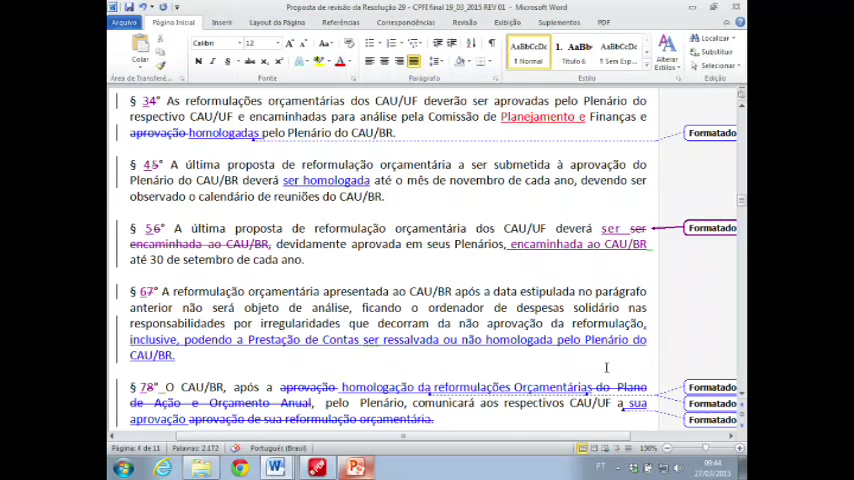 Proposta de revisão da Resolução 29 - CPFI final 19_03_2015 REV 01 - Microsoft Word
Arquivo Página Inicial Inserir Layout da Página Referências Correspondências Revisão Exibição Suplementos PDF
Calibri 12
Colar
N I S abc
AaBbCcDc 1. AaBb AaBbCcDc
¶ Normal Título 6 ¶ Sem Esp...
Alterar Estilos
Localizar
Substituir
Selecionar
Área de Transferê... Fonte Parágrafo Estilo Edição
§ 34° As reformulações orçamentárias dos CAU/UF deverão ser aprovadas pelo Plenário do
respectivo CAU/UF e encaminhadas para análise pela Comissão de Planejamento e Finanças e
aprovação homologadas pelo Plenário do CAU/BR.
Formatado
§ 45° A última proposta de reformulação orçamentária a ser submetida à aprovação do
Plenário do CAU/BR deverá ser homologada até o mês de novembro de cada ano, devendo ser
observado o calendário de reuniões do CAU/BR.
§ 56° A última proposta de reformulação orçamentária dos CAU/UF deverá ser ser
Formatado
encaminhada ao CAU/BR, devidamente aprovada em seus Plenários, encaminhada ao CAU/BR
até 30 de setembro de cada ano.
§ 67° A reformulação orçamentária apresentada ao CAU/BR após a data estipulada no parágrafo
anterior não será objeto de análise, ficando o ordenador de despesas solidário nas
responsabilidades por irregularidades que decorram da não aprovação da reformulação,
inclusive, podendo a Prestação de Contas ser ressalvada ou não homologada pelo Plenário do
CAU/BR.
§ 78° O CAU/BR, após a aprovação homologação da reformulações Orçamentárias do Plano
Formatado
de Ação e Orçamento Anual, pelo Plenário, comunicará aos respectivos CAU/UF a sua
Formatado
aprovação aprovação de sua reformulação orçamentária.
Formatado
Página: 4 de 11 Palavras: 2.172 Português (Brasil) 130%
PT 09:44
27/03/2015